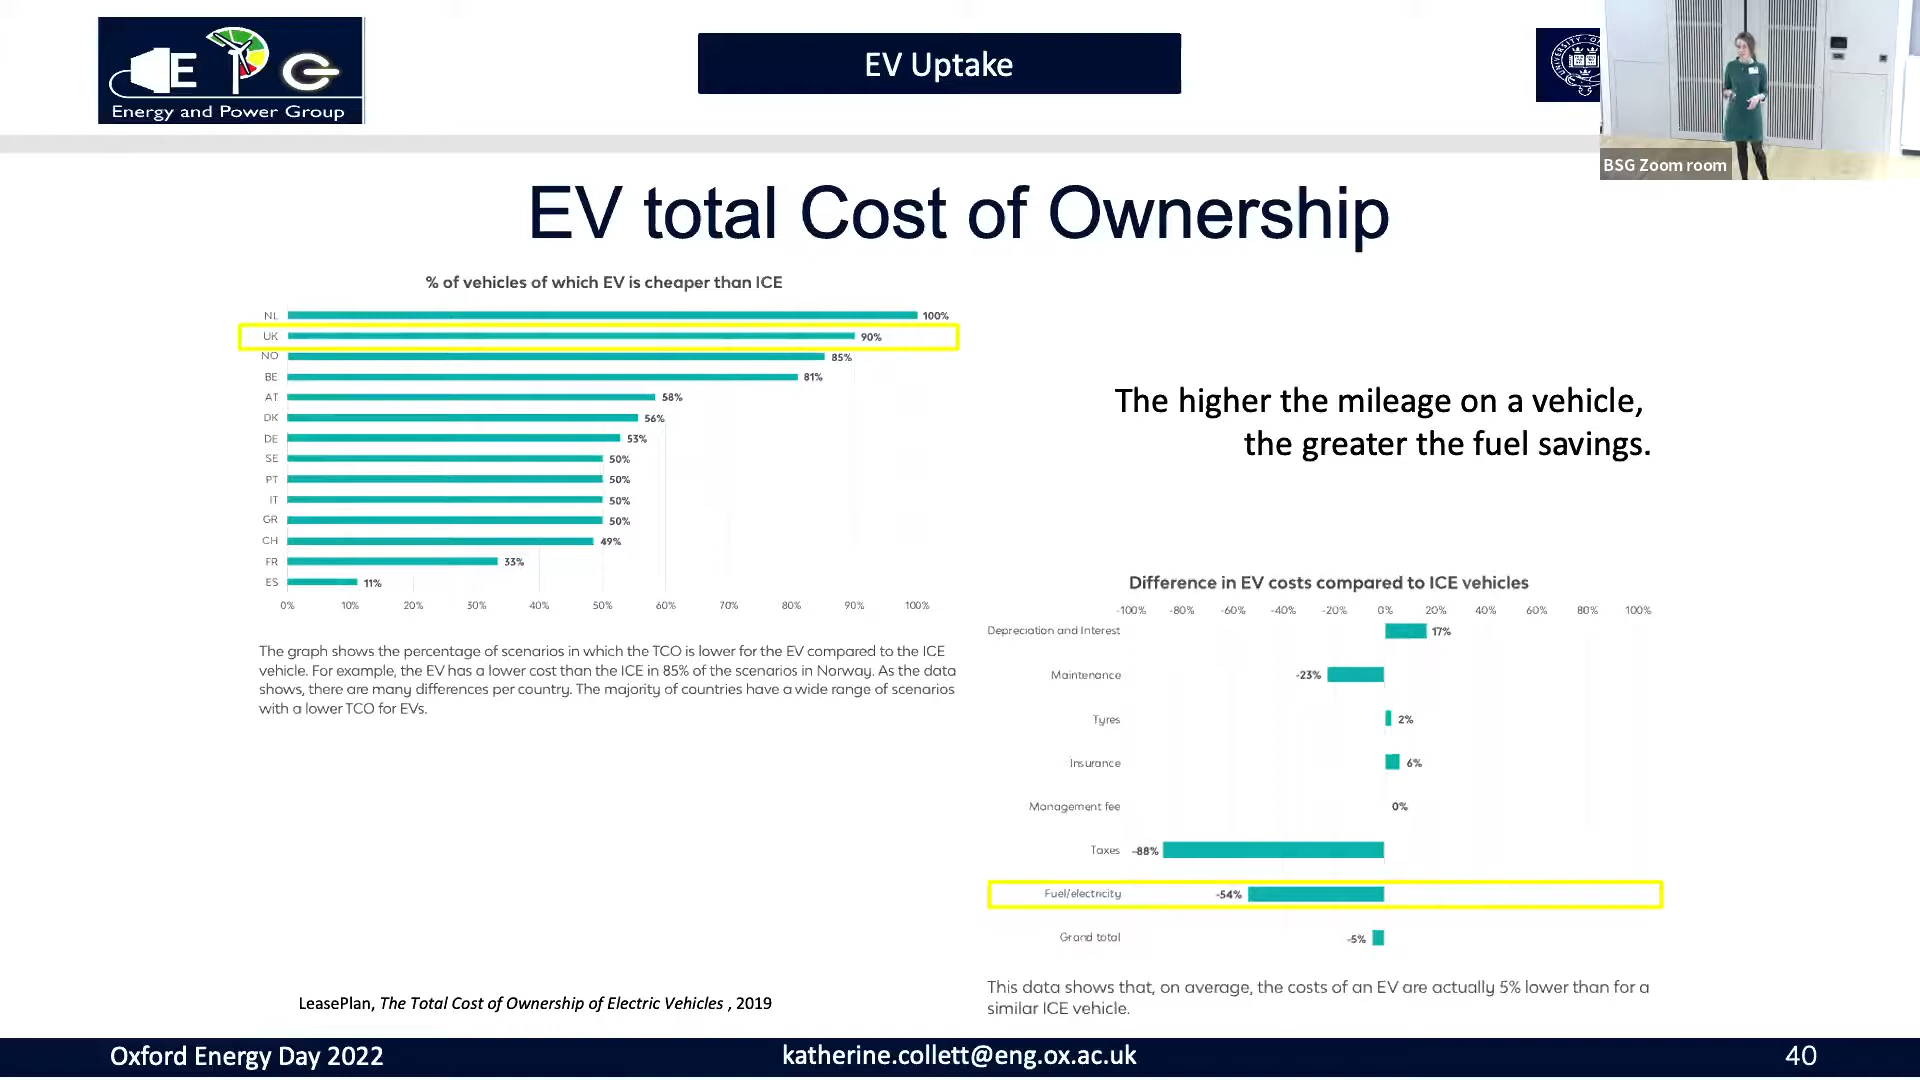 E P G
Energy and Power Group
EV Uptake
UNIVERSITY OF
BSG Zoom room
EV total Cost of Ownership
% of vehicles of which EV is cheaper than ICE
NL 100%
UK 90%
NO 85%
BE 81%
AT 58%
DK 56%
DE 53%
SE 50%
PT 50%
IT 50%
GR 50%
CH 49%
FR 33%
ES 11%
0% 10% 20% 30% 40% 50% 60% 70% 80% 90% 100%
The graph shows the percentage of scenarios in which the TCO is lower for the EV compared to the ICE
vehicle. For example, the EV has a lower cost than the ICE in 85% of the scenarios in Norway. As the data
shows, there are many differences per country. The majority of countries have a wide range of scenarios
with a lower TCO for EVs.
The higher the mileage on a vehicle,
the greater the fuel savings.
Difference in EV costs compared to ICE vehicles
-100% -80% -60% -40% -20% 0% 20% 40% 60% 80% 100%
Depreciation and Interest 17%
Maintenance -23%
Tyres 2%
Insurance 6%
Management fee 0%
Taxes -88%
Fuel/electricity -54%
Grand total -5%
This data shows that, on average, the costs of an EV are actually 5% lower than for a
similar ICE vehicle.
LeasePlan, The Total Cost of Ownership of Electric Vehicles , 2019
Oxford Energy Day 2022
katherine.collett@eng.ox.ac.uk
40